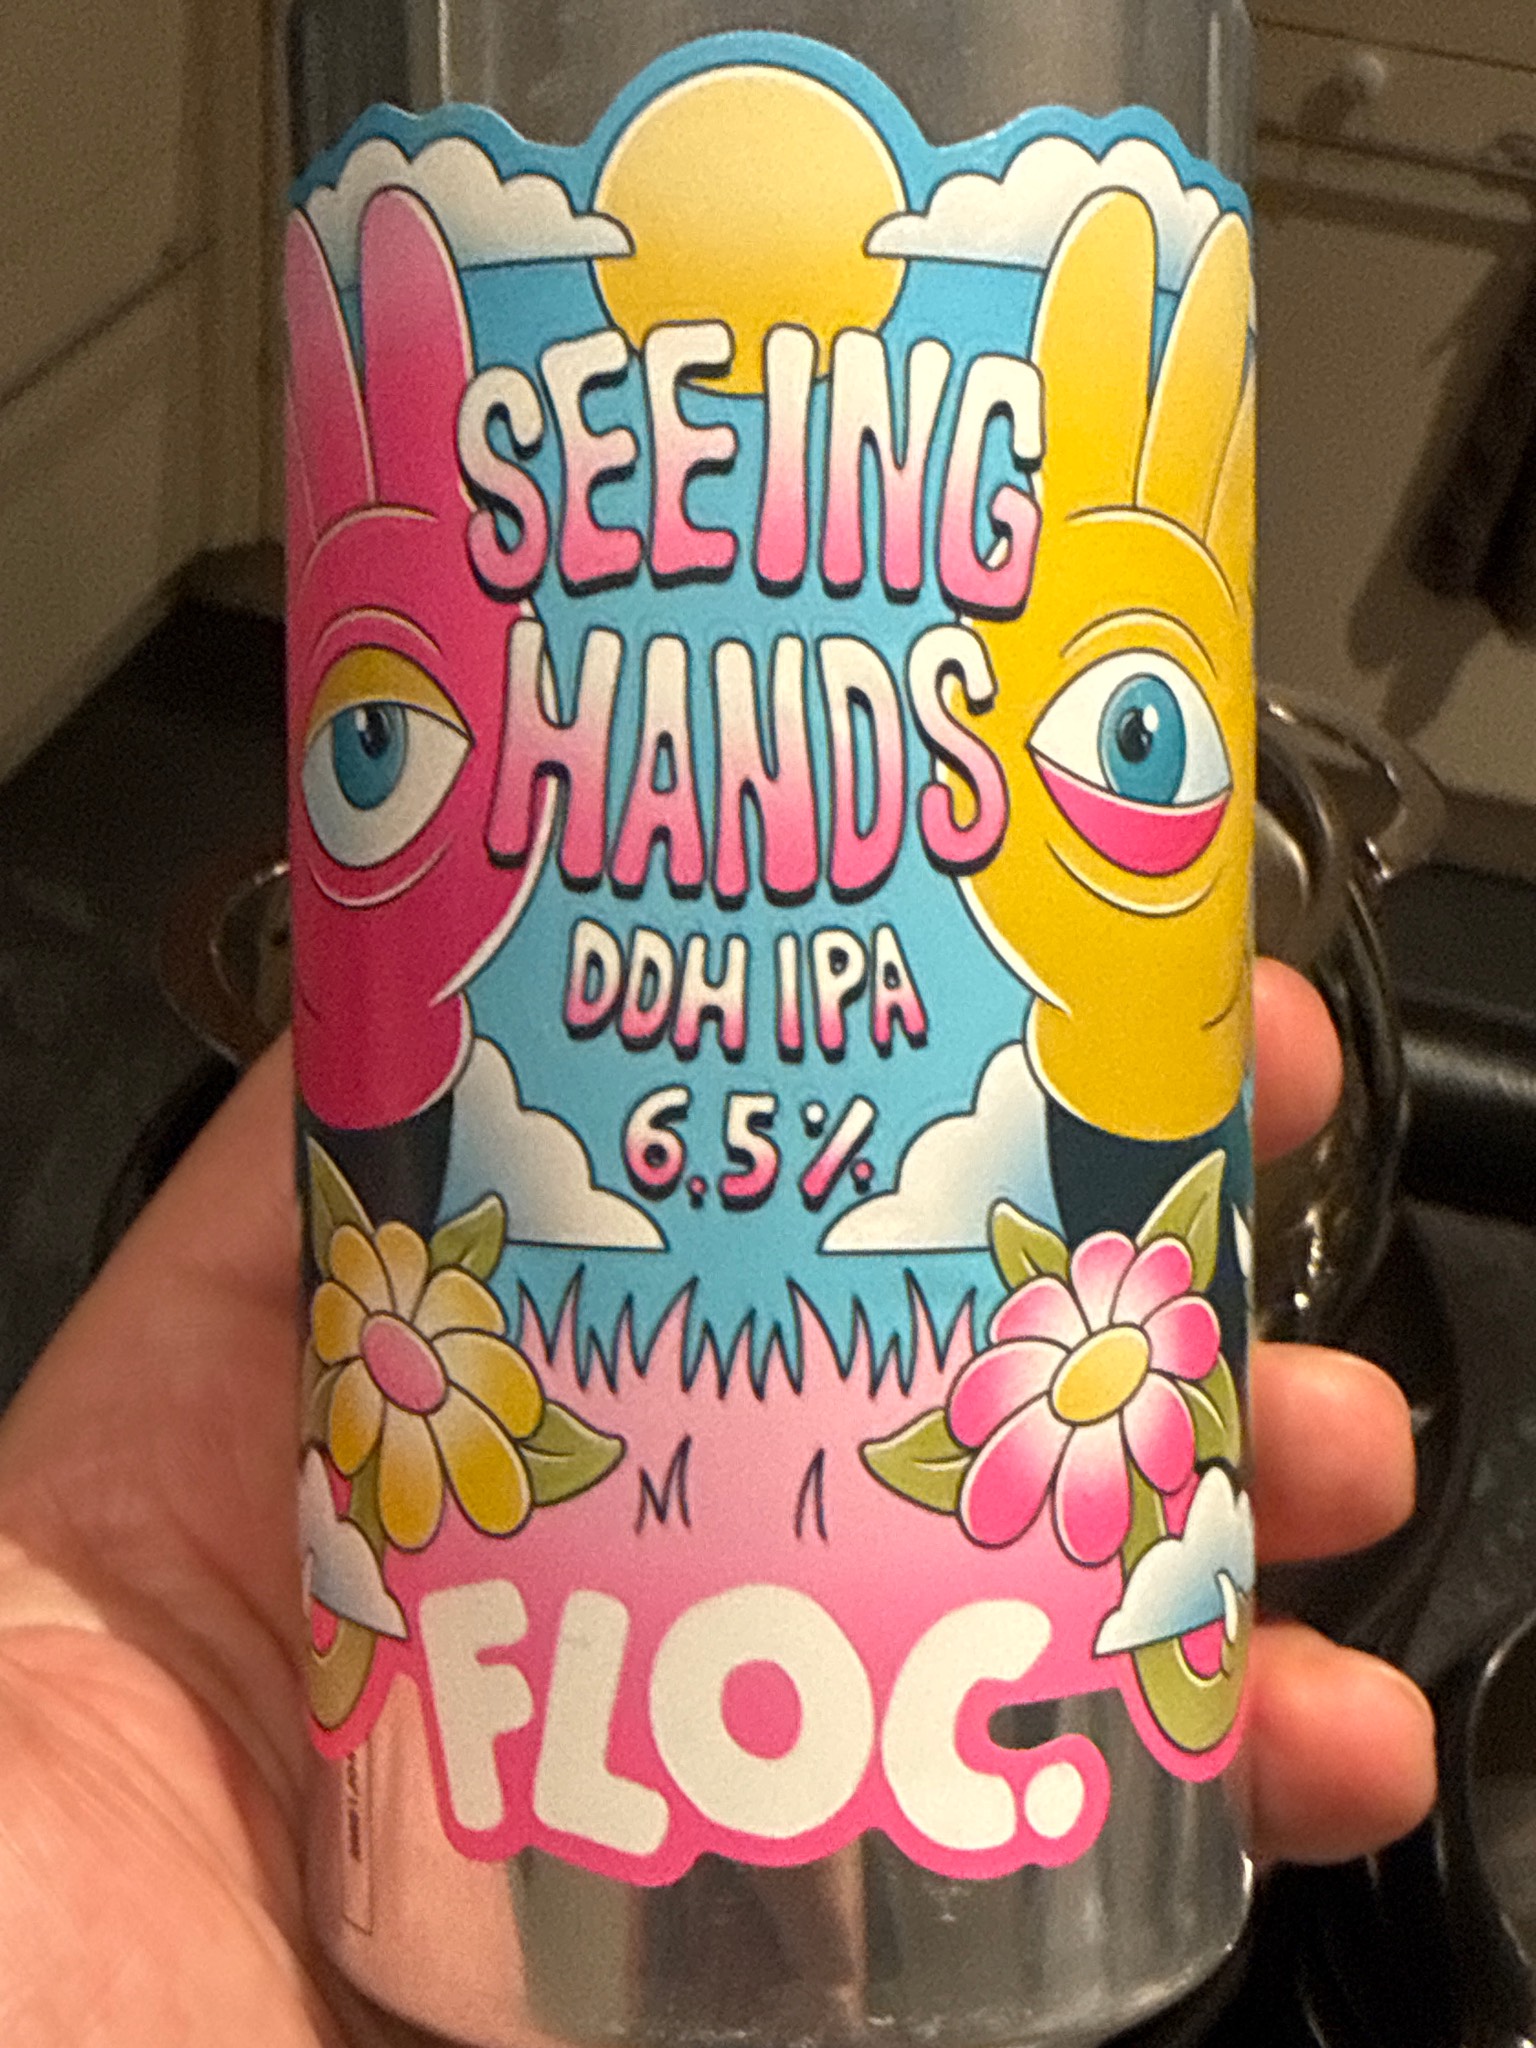 SEEING
HANDS
DDH IPA
6.5%
FLOC.